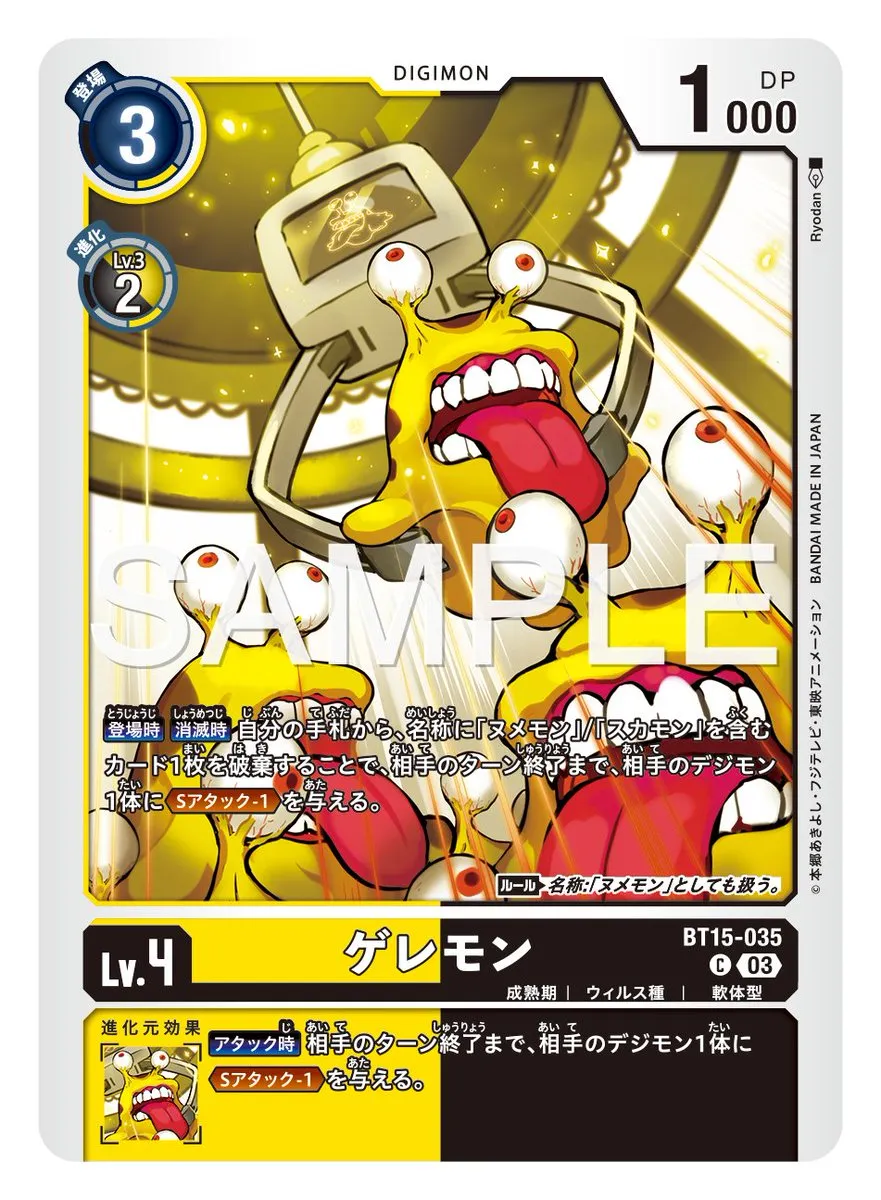 DIGIMON
登場
3
DP
1000
進化
Lv.3
2
Ryodan
BANDAI MADE IN JAPAN
© 本郷あきよし・フジテレビ・東映アニメーション
SAMPLE
登場時 消滅時 自分の手札から、名称に「ヌメモン」/「スカモン」を含む
カード1枚を破棄することで、相手のターン終了まで、相手のデジモン
1体に Sアタック-1 を与える。
ルール 名称:「ヌメモン」としても扱う。
Lv.4
ゲレモン
BT15-035
C 03
成熟期 | ウィルス種 | 軟体型
進化元効果
アタック時 相手のターン終了まで、相手のデジモン1体に
Sアタック-1 を与える。